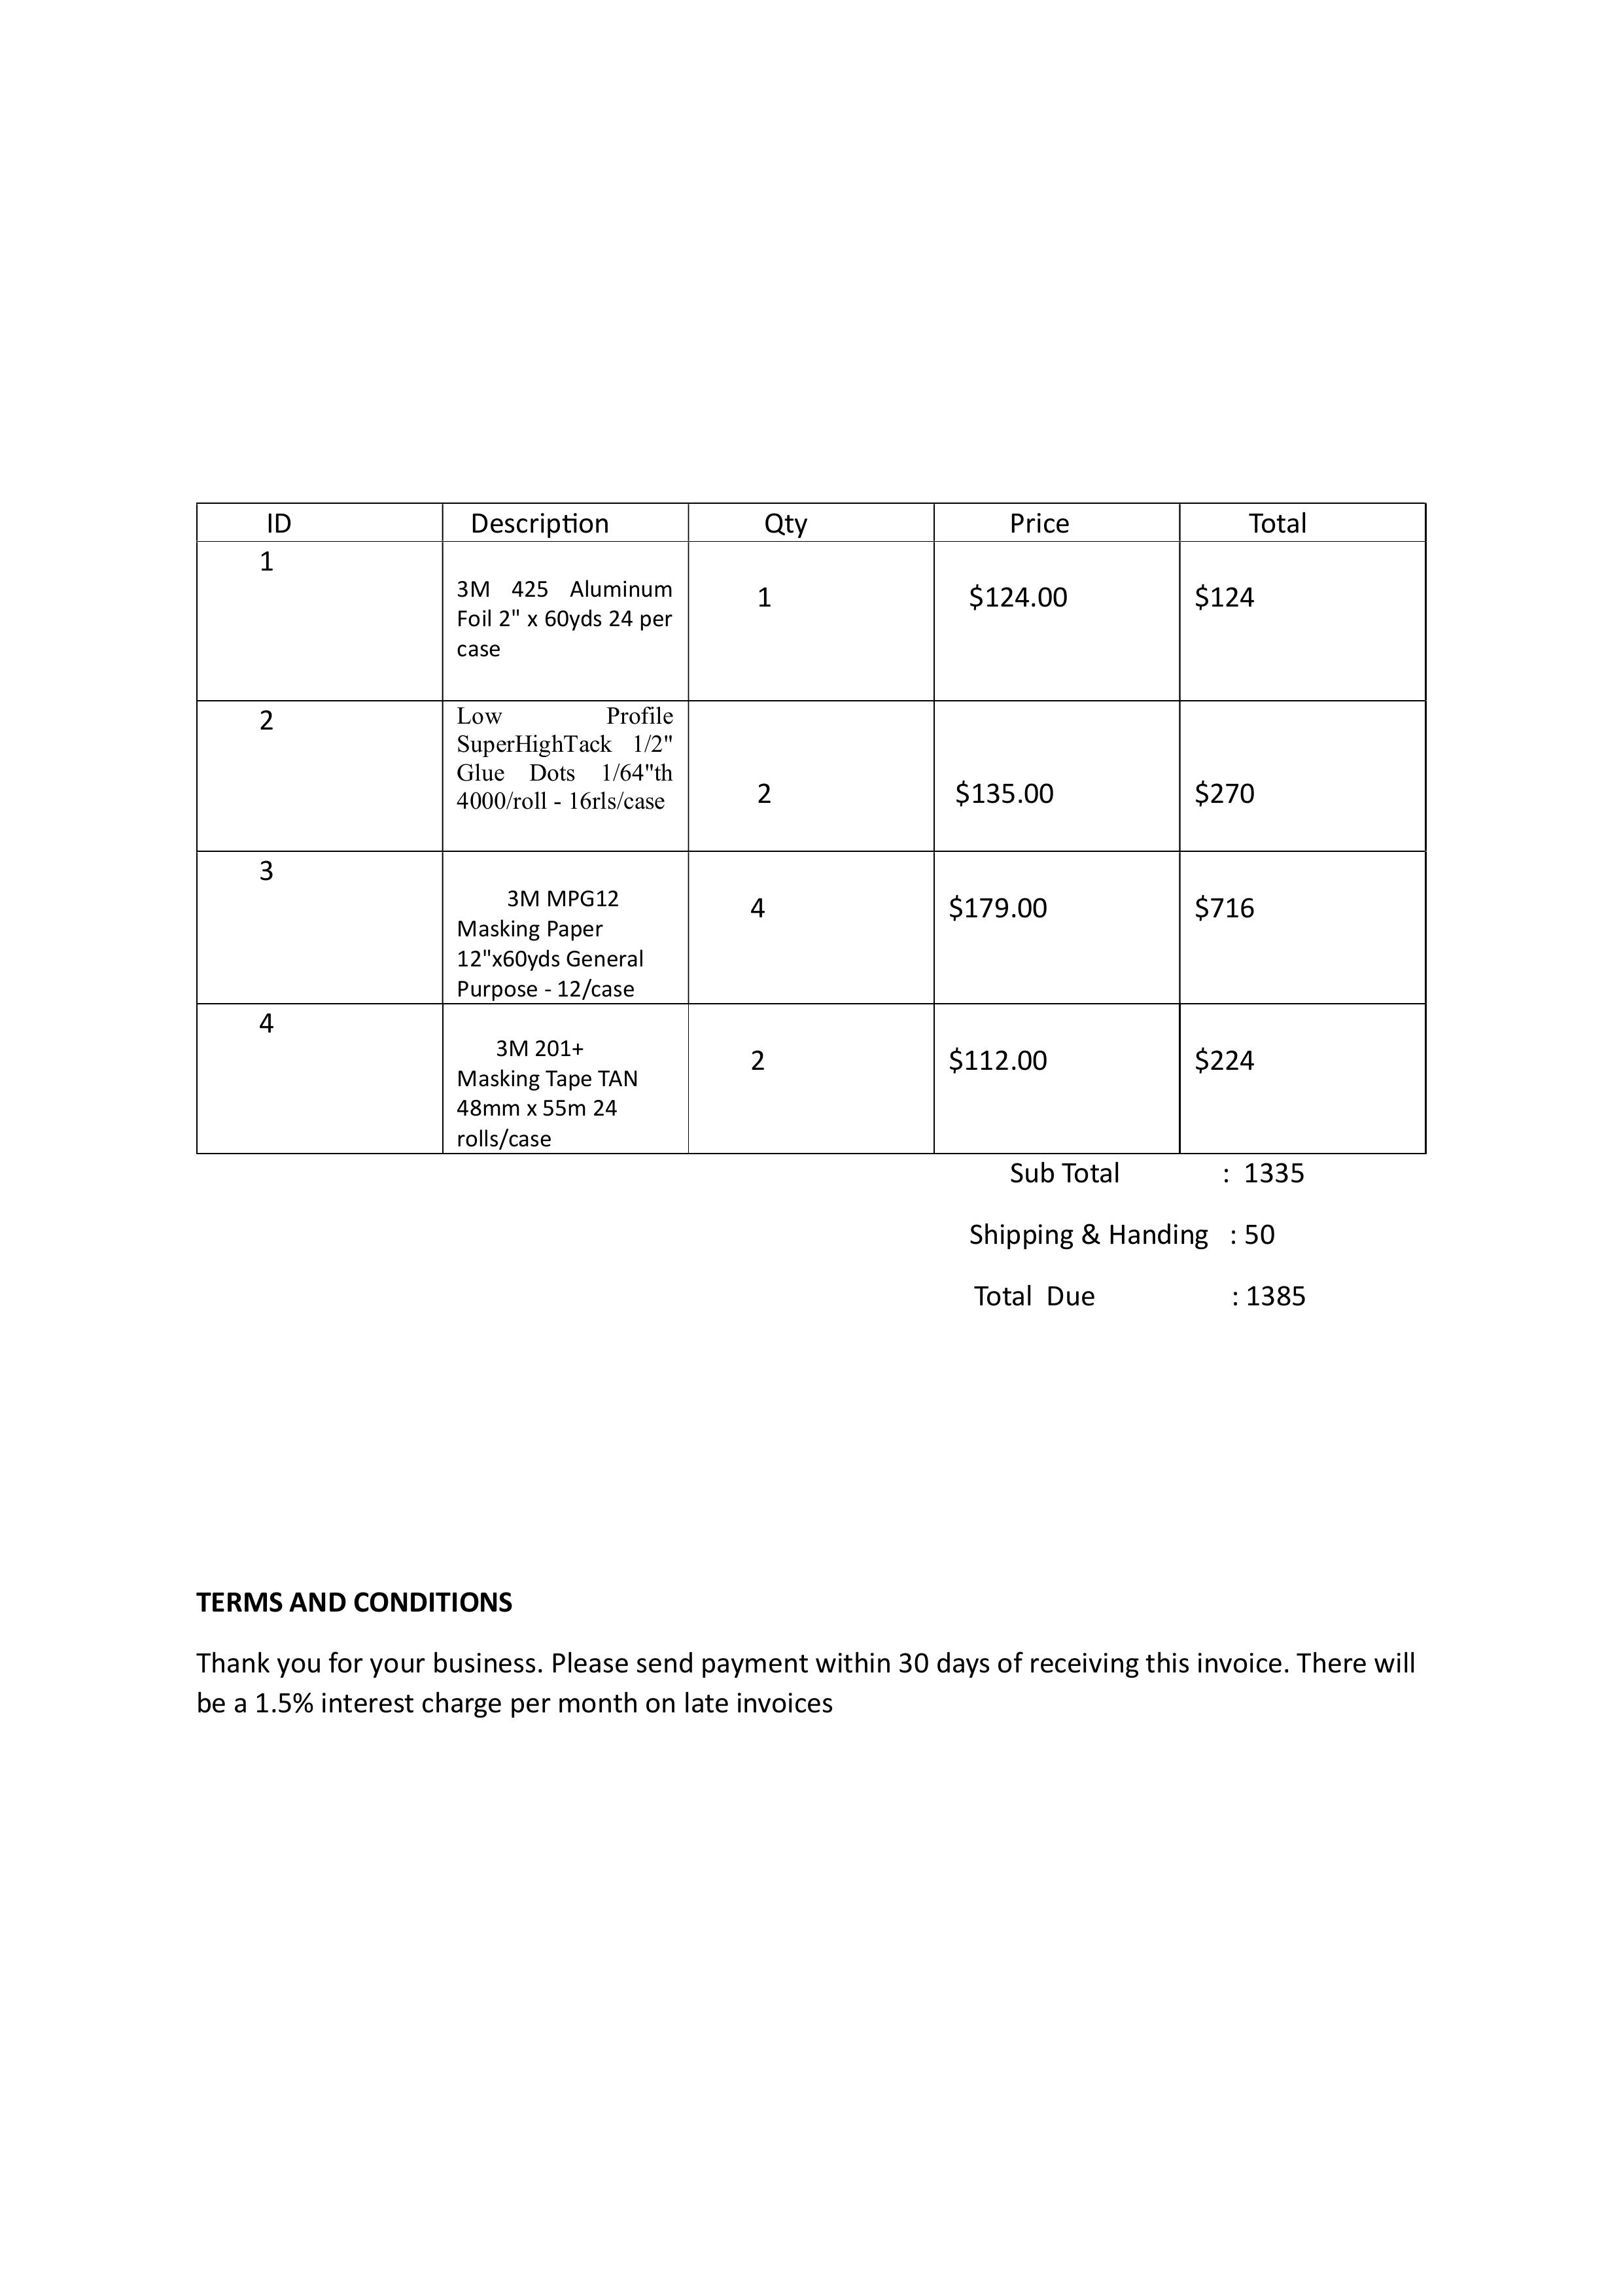 ID Description Qty Price Total
1
3M 425 Aluminum
Foil 2" x 60yds 24 per
case
1 $124.00 $124
2
Low Profile
SuperHighTack 1/2"
Glue Dots 1/64"th
4000/roll - 16rls/case
2 $135.00 $270
3
3M MPG12
Masking Paper
12"x60yds General
Purpose - 12/case
4 $179.00 $716
4
3M 201+
Masking Tape TAN
48mm x 55m 24
rolls/case
2 $112.00 $224
Sub Total : 1335
Shipping & Handing : 50
Total Due : 1385
TERMS AND CONDITIONS
Thank you for your business. Please send payment within 30 days of receiving this invoice. There will
be a 1.5% interest charge per month on late invoices